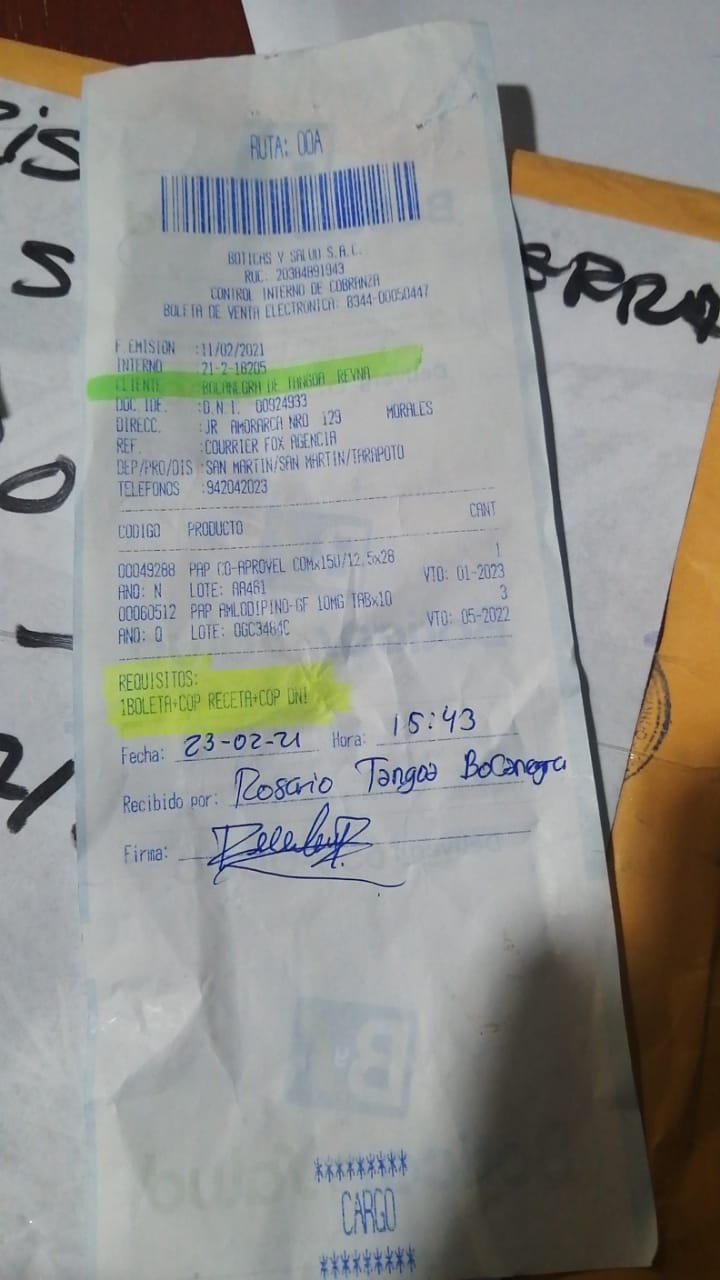 RUTA: 00A
BOTICAS Y SALUD S.A.C.
RUC. 20384891943
CONTROL INTERNO DE COBRANZA
BOLETA DE VENTA ELECTRONICA: B344-00050447
F.EMISION :11/02/2021
INTERNO :21-2-18205
CLIENTE :BOCANEGRA DE TANGOA REYNA
DOC. IDE. :D.N.I. 00924933
DIRECC. :JR AMORARCA NRO 129 MORALES
REF. :COURRIER FOX AGENCIA
DEP/PRO/DIS :SAN MARTIN/SAN MARTIN/TARAPOTO
TELEFONOS :942042023
CODIGO PRODUCTO CANT
00049288 PAP CO-APROVEL COMx150/12.5x28 1
ANO: N LOTE: AA461 VTO: 01-2023
00060512 PAP AMLODIPINO-GF 10MG TABx10 3
ANO: O LOTE: OGC3484C VTO: 05-2022
REQUISITOS:
1BOLETA+COP RECETA+COP DNI
Fecha: 23-02-21 Hora: 15:43
Recibido por: Rosario Tangoa Bocanegra
Firma:
*********
CARGO
*********